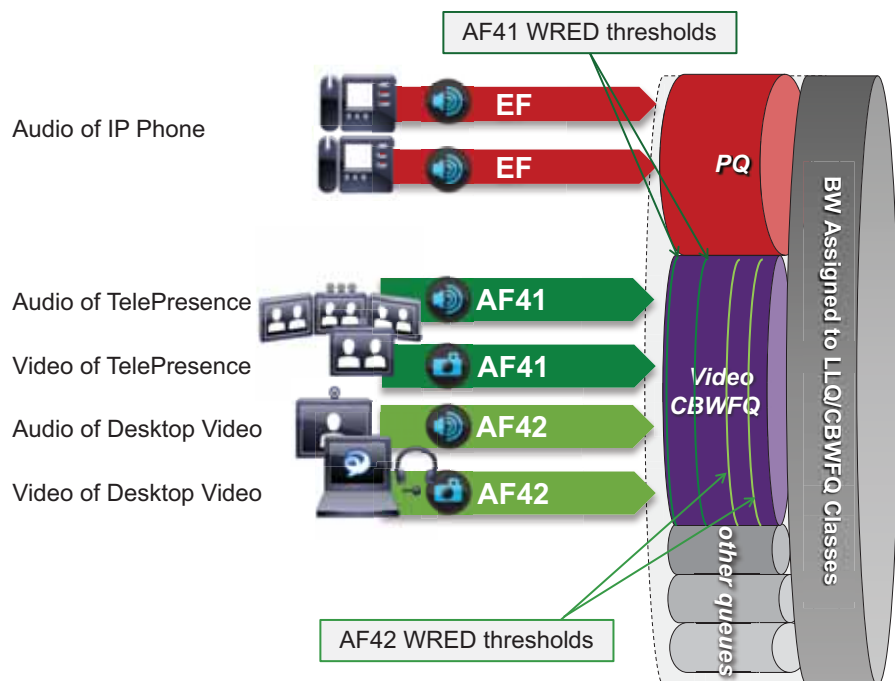 AF41 WRED thresholds
Audio of IP Phone
EF
EF
PQ
Audio of TelePresence
AF41
Video of TelePresence
AF41
Audio of Desktop Video
AF42
Video of Desktop Video
AF42
Video
CBWFQ
other queues
BW Assigned to LLQ/CBWFQ Classes
AF42 WRED thresholds